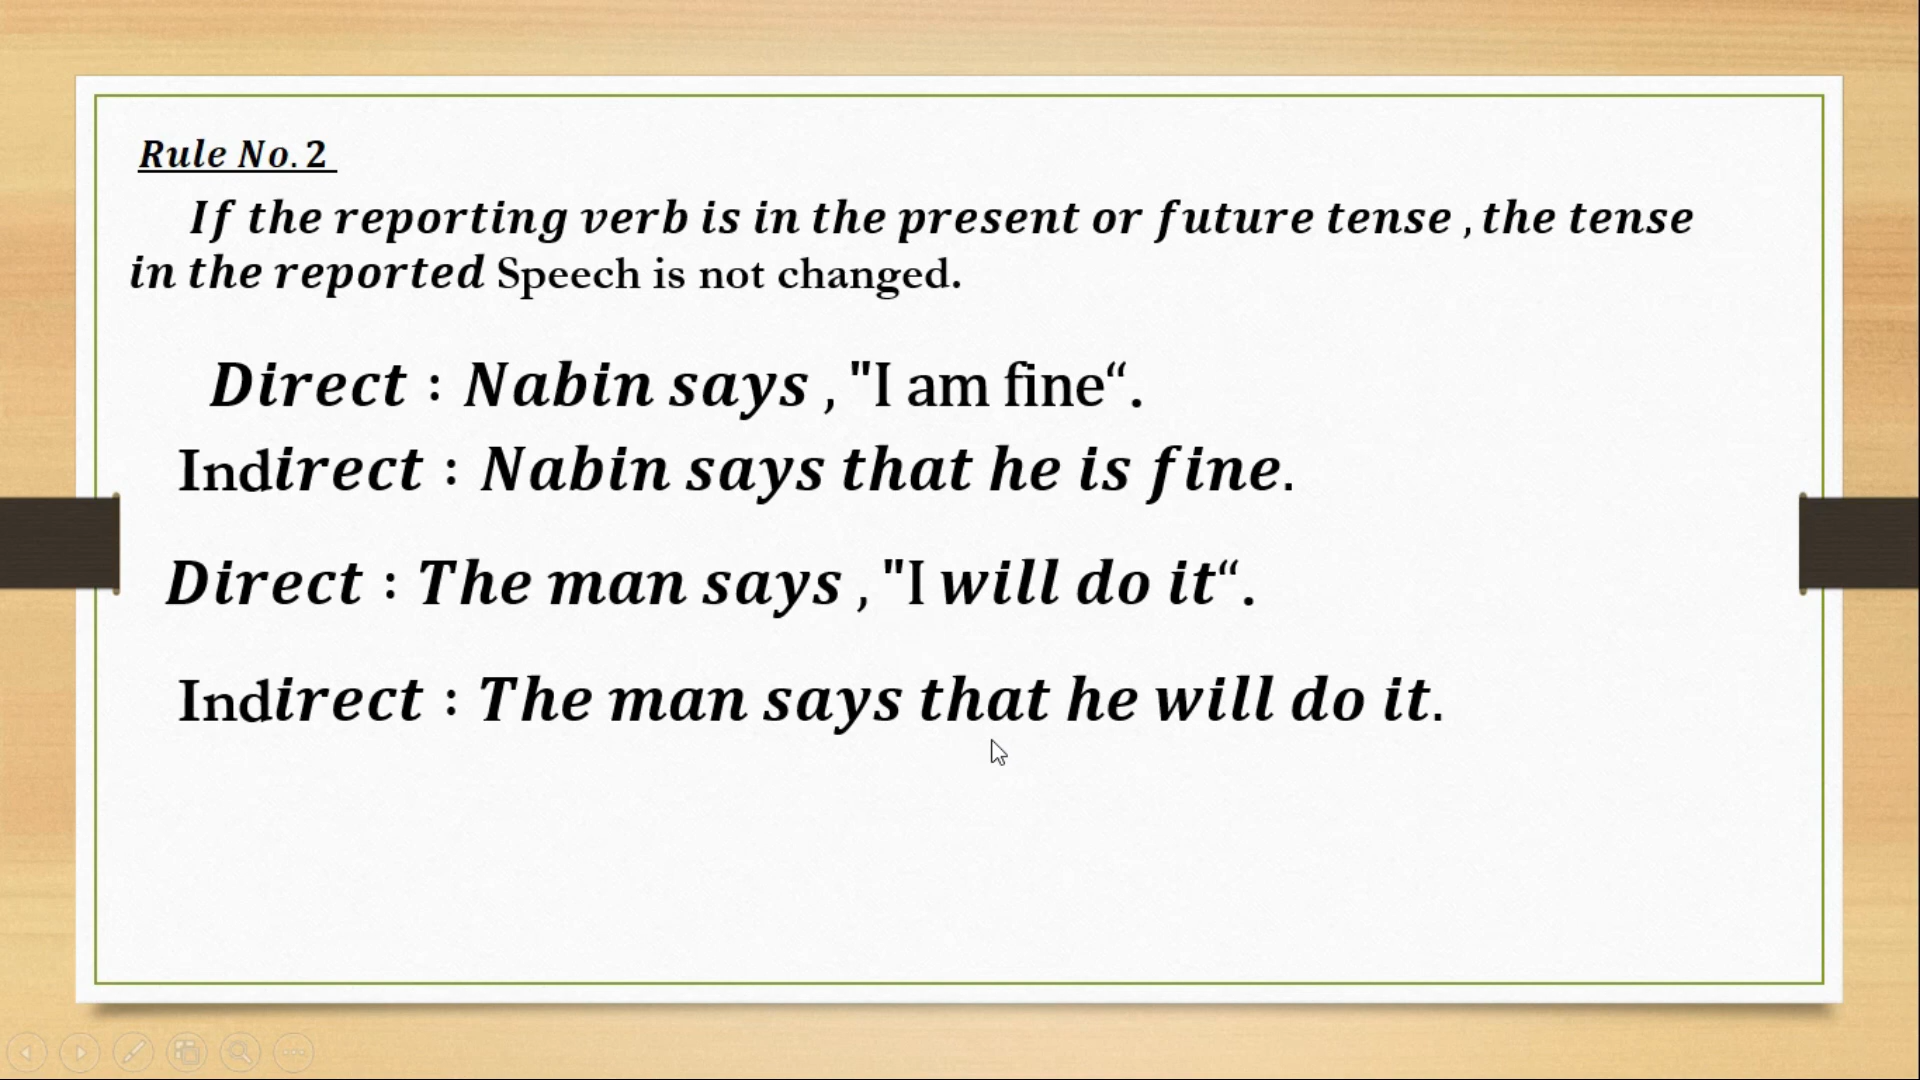 Rule No. 2
If the reporting verb is in the present or future tense , the tense
in the reported Speech is not changed.
Direct : Nabin says , "I am fine“.
Indirect : Nabin says that he is fine.
Direct : The man says , "I will do it“.
Indirect : The man says that he will do it.